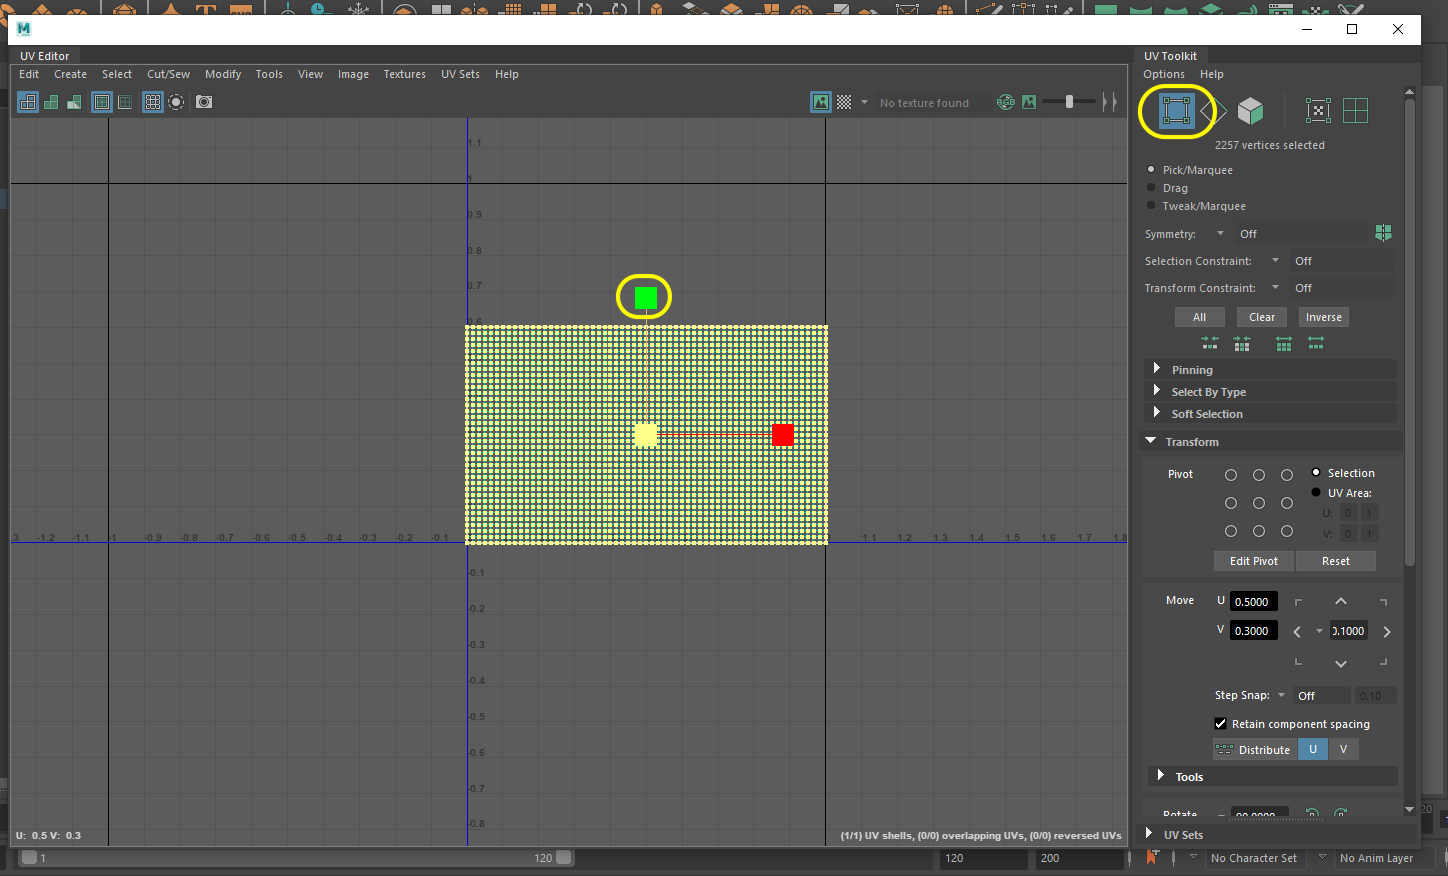 UV Editor
Edit Create Select Cut/Sew Modify Tools View Image Textures UV Sets Help
No texture found
RGB
1.1
1
0.9
0.8
0.7
0.6
3 -1.2 -1.1 -1 -0.9 -0.8 -0.7 -0.6 -0.5 -0.4 -0.3 -0.2 -0.1 1.1 1.2 1.3 1.4 1.5 1.6 1.7 1.8
-0.1
-0.2
-0.3
-0.4
-0.5
-0.6
-0.7
-0.8
U: 0.5 V: 0.3
(1/1) UV shells, (0/0) overlapping UVs, (0/0) reversed UVs
UV Toolkit
Options Help
2257 vertices selected
Pick/Marquee
Drag
Tweak/Marquee
Symmetry: Off
Selection Constraint: Off
Transform Constraint: Off
All Clear Inverse
Pinning
Select By Type
Soft Selection
Transform
Pivot
Selection
UV Area:
U: 0 1
V: 0 1
Edit Pivot Reset
Move U 0.5000
V 0.3000 0.1000
Step Snap: Off 0.10
Retain component spacing
Distribute U V
Tools
Rotate 90.0000
UV Sets
1 120 120 200 No Character Set No Anim Layer
20